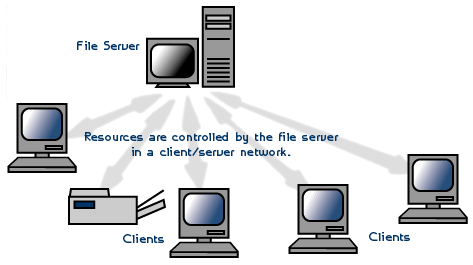 File Server
Resources are controlled by the file server
in a client/server network.
Clients
Clients